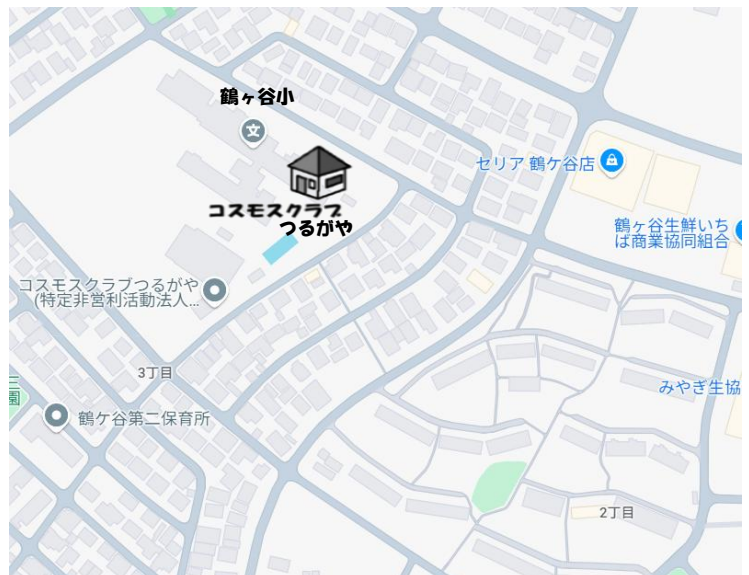 鶴ヶ谷小
セリア 鶴ケ谷店
コスモスクラブ
つるがや
鶴ヶ谷生鮮いち
ば商業協同組合
コスモスクラブつるがや
(特定非営利活動法人...
3丁目
三
園
みやぎ生協
鶴ケ谷第二保育所
2丁目
文